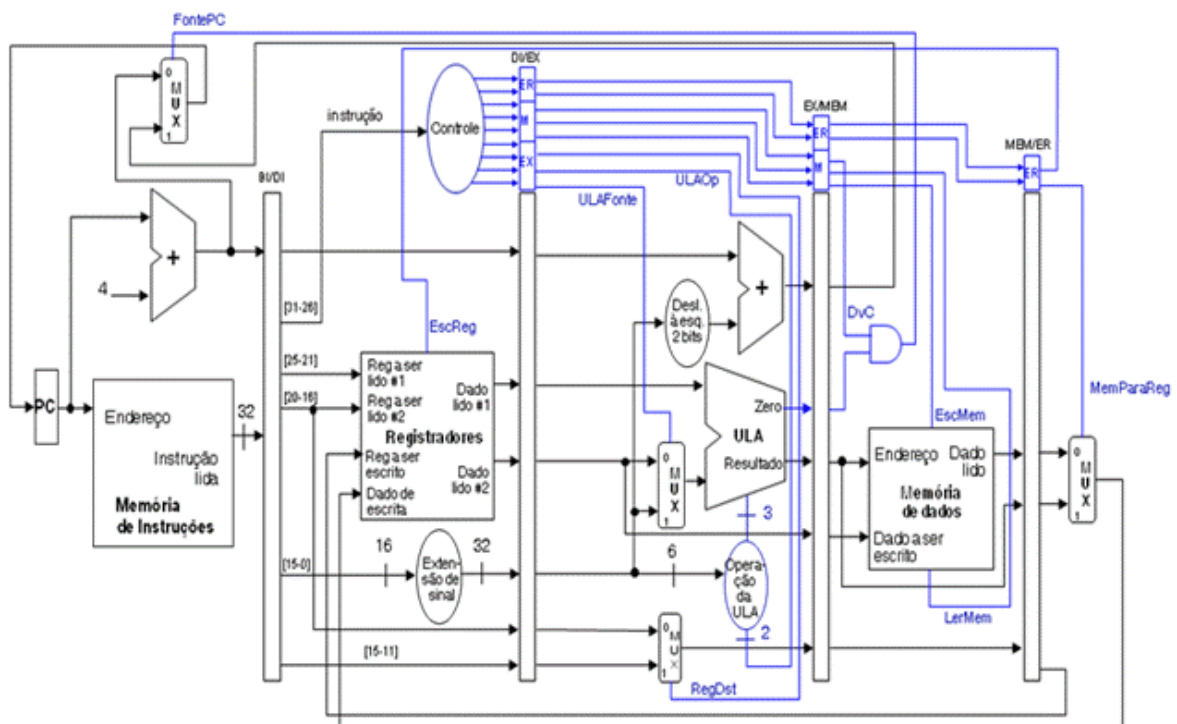 FontePC
0
M
U
X
1
DI/EX
ER
M
EX
instrução
Controle
EX/MEM
ER
M
MEM/ER
ER
BI/DI
ULAOp
ULAFonte
+
4
+
[31-26]
EscReg
Desl.
à esq.
2 bits
DvC
[25-21]
[20-16]
Reg a ser
lido #1
Reg a ser
lido #2
Dado
lido #1
Registradores
Reg a ser
escrito
Dado de
escrita
Dado
lido #2
PC
Endereço
Instrução
lida
Memória
de Instruções
32
Zero
ULA
Resultado
0
M
U
X
1
3
MemParaReg
EscMem
Endereço
Dado
lido
Memória
de dados
Dado a ser
escrito
0
M
U
X
1
[15-0]
16
Exten-
são de
sinal
32
6
Opera-
ção
da
ULA
2
LerMem
[15-11]
0
M
U
X
1
RegDst